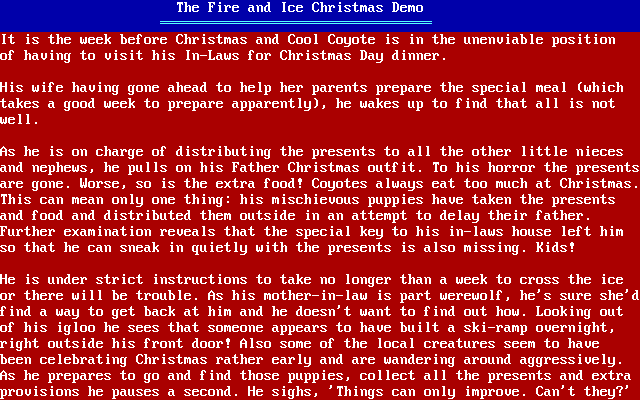 The Fire and Ice Christmas Demo
It is the week before Christmas and Cool Coyote is in the unenviable position
of having to visit his In-Laws for Christmas Day dinner.
His wife having gone ahead to help her parents prepare the special meal (which
takes a good week to prepare apparently), he wakes up to find that all is not
well.
As he is on charge of distributing the presents to all the other little nieces
and nephews, he pulls on his Father Christmas outfit. To his horror the presents
are gone. Worse, so is the extra food! Coyotes always eat too much at Christmas.
This can mean only one thing: his mischievous puppies have taken the presents
and food and distributed them outside in an attempt to delay their father.
Further examination reveals that the special key to his in-laws house left him
so that he can sneak in quietly with the presents is also missing. Kids!
He is under strict instructions to take no longer than a week to cross the ice
or there will be trouble. As his mother-in-law is part werewolf, he's sure she'd
find a way to get back at him and he doesn't want to find out how. Looking out
of his igloo he sees that someone appears to have built a ski-ramp overnight,
right outside his front door! Also some of the local creatures seem to have
been celebrating Christmas rather early and are wandering around aggressively.
As he prepares to go and find those puppies, collect all the presents and extra
provisions he pauses a second. He sighs, 'Things can only improve. Can't they?'